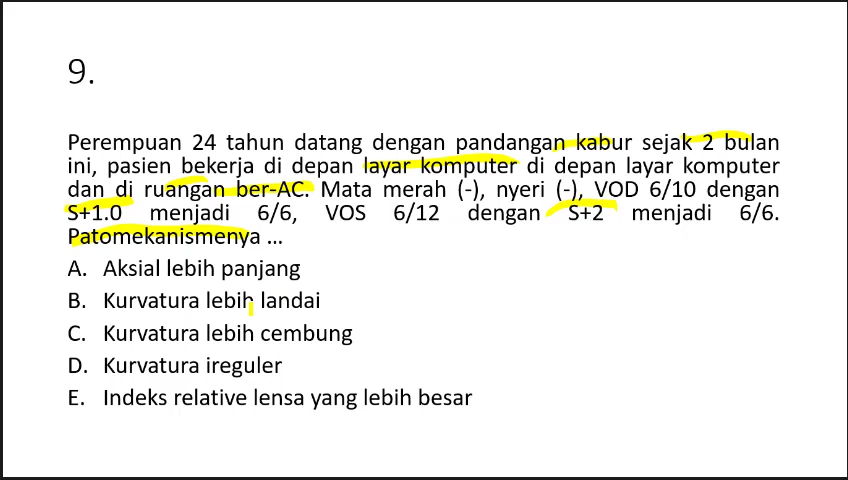 9.
Perempuan 24 tahun datang dengan pandangan kabur sejak 2 bulan
ini, pasien bekerja di depan layar komputer di depan layar komputer
dan di ruangan ber-AC. Mata merah (-), nyeri (-), VOD 6/10 dengan
S+1.0 menjadi 6/6, VOS 6/12 dengan S+2 menjadi 6/6.
Patomekanismenya ...
A. Aksial lebih panjang
B. Kurvatura lebih landai
C. Kurvatura lebih cembung
D. Kurvatura ireguler
E. Indeks relative lensa yang lebih besar